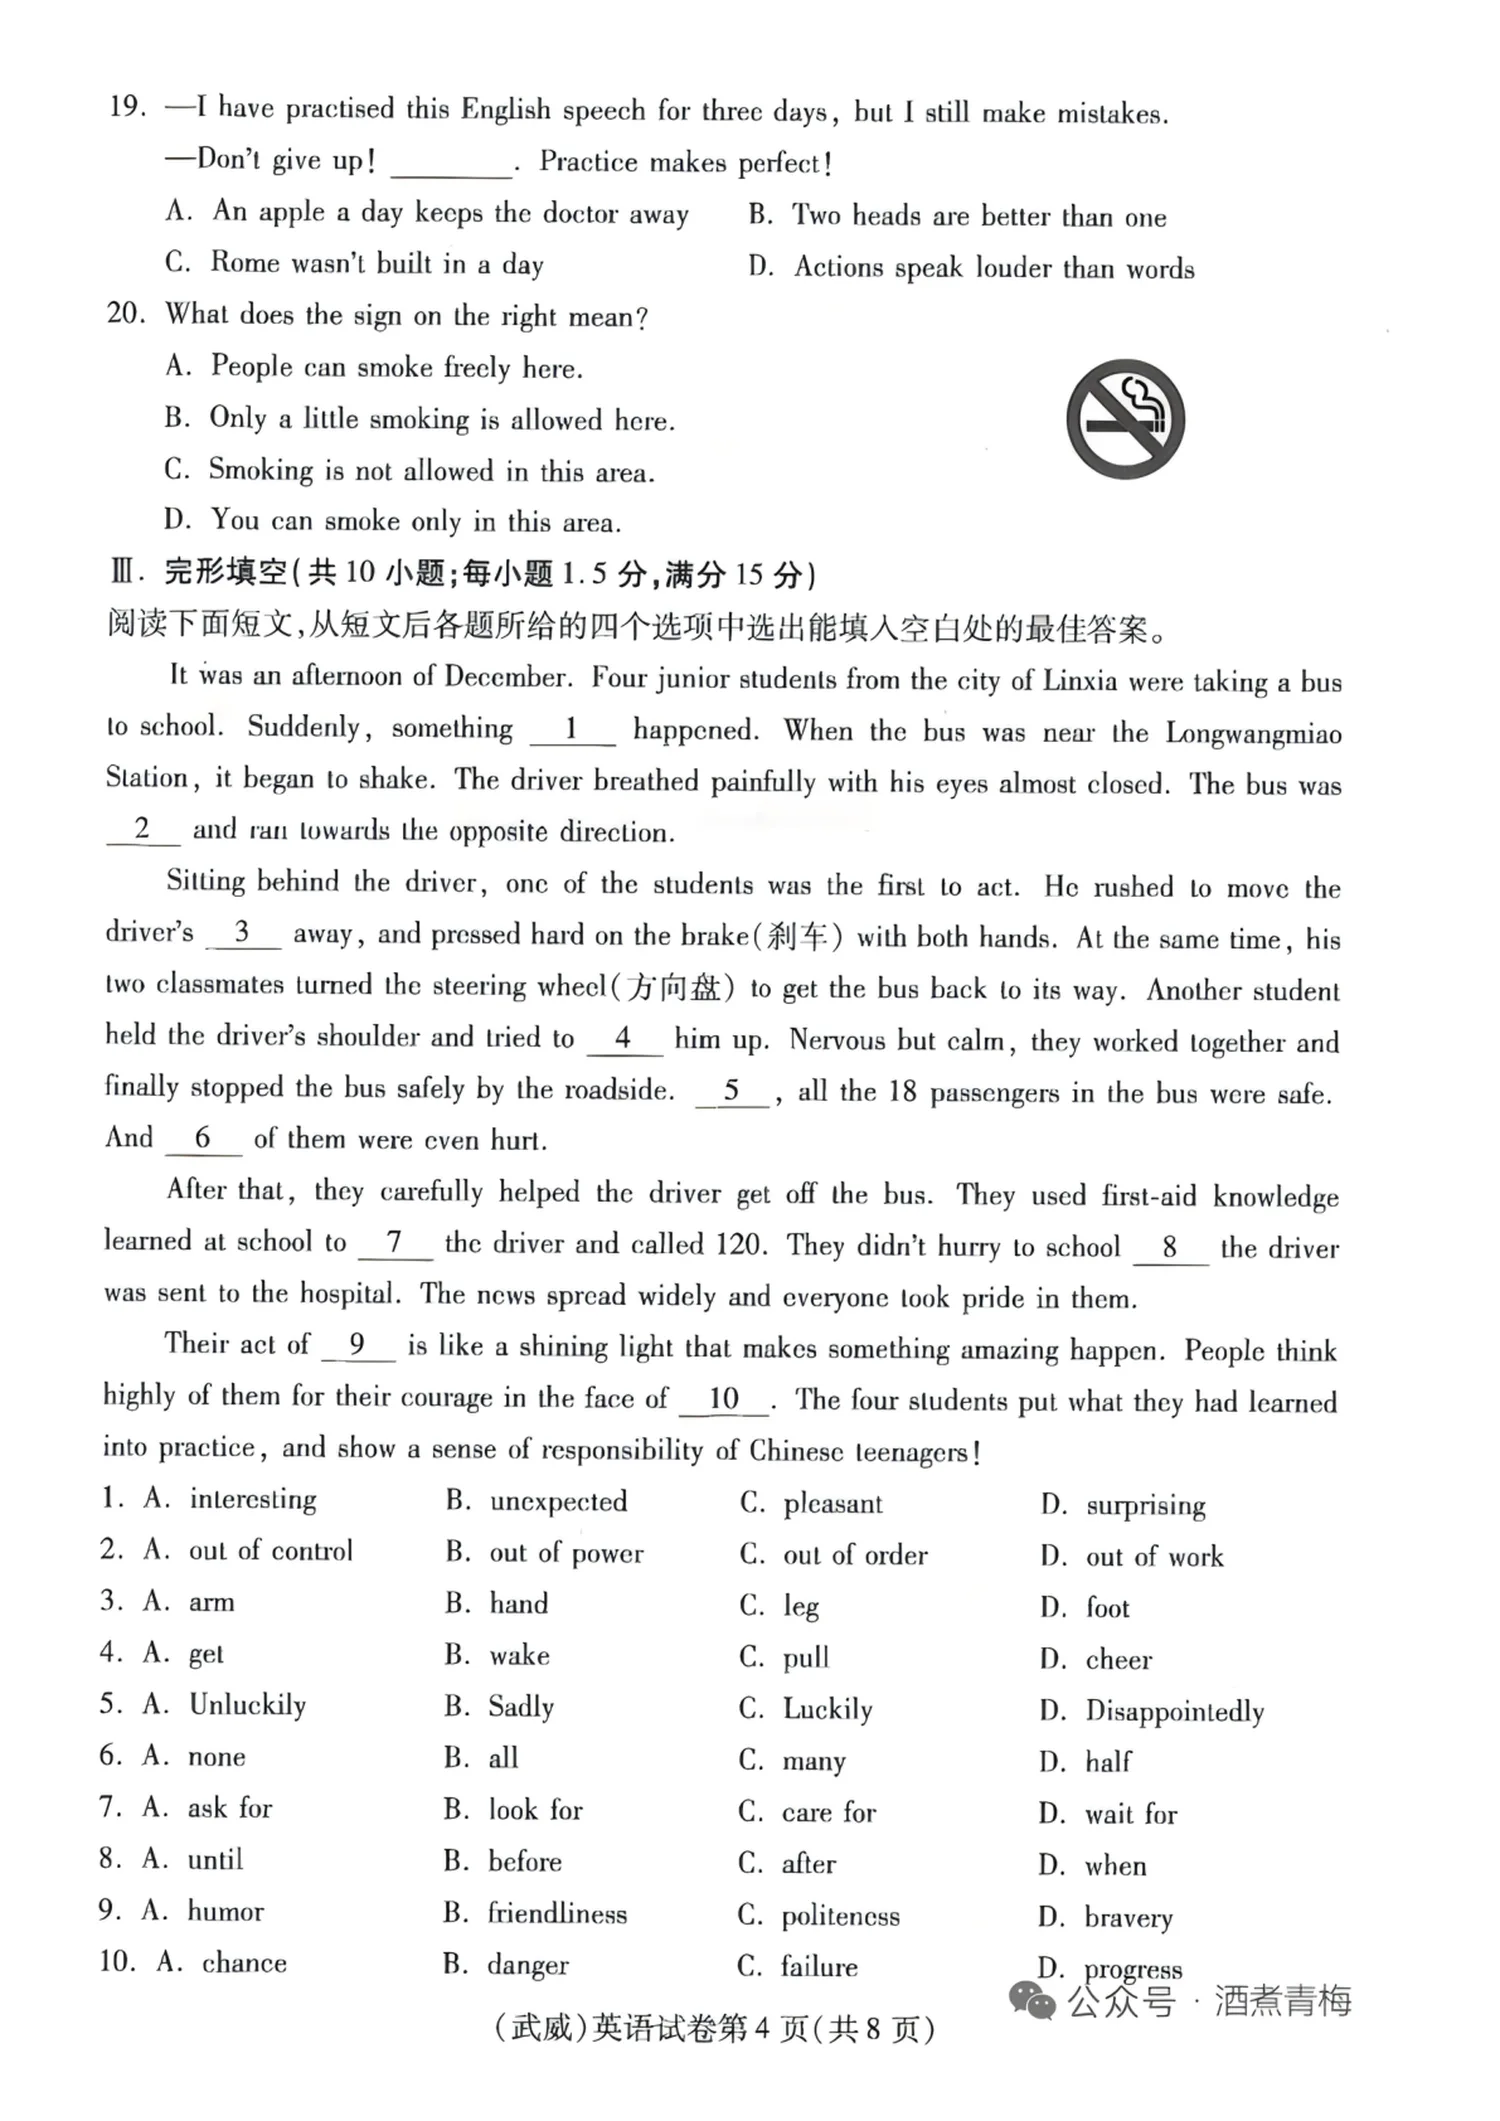 19. —I have practised this English speech for three days, but I still make mistakes.
—Don't give up! ________. Practice makes perfect!
A. An apple a day keeps the doctor away B. Two heads are better than one
C. Rome wasn't built in a day D. Actions speak louder than words
20. What does the sign on the right mean?
A. People can smoke freely here.
B. Only a little smoking is allowed here.
C. Smoking is not allowed in this area.
D. You can smoke only in this area.
Ⅲ. 完形填空(共 10 小题;每小题 1.5 分,满分 15 分)
阅读下面短文,从短文后各题所给的四个选项中选出能填入空白处的最佳答案。
It was an afternoon of December. Four junior students from the city of Linxia were taking a bus
to school. Suddenly, something __1__ happened. When the bus was near the Longwangmiao
Station, it began to shake. The driver breathed painfully with his eyes almost closed. The bus was
__2__ and ran towards the opposite direction.
Sitting behind the driver, one of the students was the first to act. He rushed to move the
driver's __3__ away, and pressed hard on the brake(刹车) with both hands. At the same time, his
two classmates turned the steering wheel(方向盘) to get the bus back to its way. Another student
held the driver's shoulder and tried to __4__ him up. Nervous but calm, they worked together and
finally stopped the bus safely by the roadside. __5__, all the 18 passengers in the bus were safe.
And __6__ of them were even hurt.
After that, they carefully helped the driver get off the bus. They used first-aid knowledge
learned at school to __7__ the driver and called 120. They didn't hurry to school __8__ the driver
was sent to the hospital. The news spread widely and everyone took pride in them.
Their act of __9__ is like a shining light that makes something amazing happen. People think
highly of them for their courage in the face of __10__. The four students put what they had learned
into practice, and show a sense of responsibility of Chinese teenagers!
1. A. interesting B. unexpected C. pleasant D. surprising
2. A. out of control B. out of power C. out of order D. out of work
3. A. arm B. hand C. leg D. foot
4. A. get B. wake C. pull D. cheer
5. A. Unluckily B. Sadly C. Luckily D. Disappointedly
6. A. none B. all C. many D. half
7. A. ask for B. look for C. care for D. wait for
8. A. until B. before C. after D. when
9. A. humor B. friendliness C. politeness D. bravery
10. A. chance B. danger C. failure D. progress
公众号 · 酒煮青梅
(武威)英语试卷第 4 页(共 8 页)